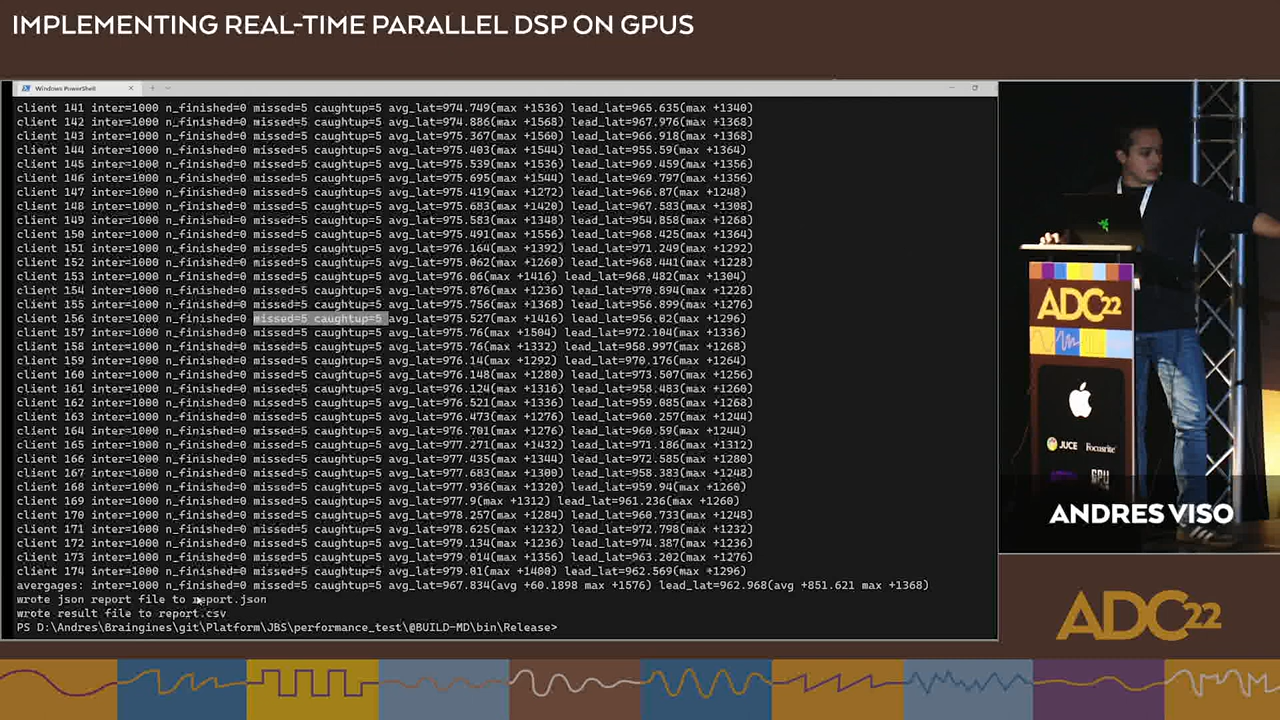 IMPLEMENTING REAL-TIME PARALLEL DSP ON GPUS
Windows PowerShell
client 141 inter=1000 n_finished=0 missed=5 caughtup=5 avg_lat=974.749(max +1536) lead_lat=965.635(max +1340)
client 142 inter=1000 n_finished=0 missed=5 caughtup=5 avg_lat=974.886(max +1568) lead_lat=967.976(max +1368)
client 143 inter=1000 n_finished=0 missed=5 caughtup=5 avg_lat=975.367(max +1560) lead_lat=966.918(max +1368)
client 144 inter=1000 n_finished=0 missed=5 caughtup=5 avg_lat=975.403(max +1544) lead_lat=955.59(max +1364)
client 145 inter=1000 n_finished=0 missed=5 caughtup=5 avg_lat=975.539(max +1536) lead_lat=969.459(max +1356)
client 146 inter=1000 n_finished=0 missed=5 caughtup=5 avg_lat=975.695(max +1544) lead_lat=969.797(max +1356)
client 147 inter=1000 n_finished=0 missed=5 caughtup=5 avg_lat=975.419(max +1272) lead_lat=966.87(max +1248)
client 148 inter=1000 n_finished=0 missed=5 caughtup=5 avg_lat=975.683(max +1420) lead_lat=967.583(max +1308)
client 149 inter=1000 n_finished=0 missed=5 caughtup=5 avg_lat=975.583(max +1348) lead_lat=954.858(max +1268)
client 150 inter=1000 n_finished=0 missed=5 caughtup=5 avg_lat=975.491(max +1556) lead_lat=968.425(max +1364)
client 151 inter=1000 n_finished=0 missed=5 caughtup=5 avg_lat=976.164(max +1392) lead_lat=971.249(max +1292)
client 152 inter=1000 n_finished=0 missed=5 caughtup=5 avg_lat=975.062(max +1260) lead_lat=968.441(max +1228)
client 153 inter=1000 n_finished=0 missed=5 caughtup=5 avg_lat=976.06(max +1416) lead_lat=968.482(max +1304)
client 154 inter=1000 n_finished=0 missed=5 caughtup=5 avg_lat=975.876(max +1236) lead_lat=970.894(max +1228)
client 155 inter=1000 n_finished=0 missed=5 caughtup=5 avg_lat=975.756(max +1368) lead_lat=956.899(max +1276)
client 156 inter=1000 n_finished=0 missed=5 caughtup=5 avg_lat=975.527(max +1416) lead_lat=956.02(max +1296)
client 157 inter=1000 n_finished=0 missed=5 caughtup=5 avg_lat=975.76(max +1504) lead_lat=972.104(max +1336)
client 158 inter=1000 n_finished=0 missed=5 caughtup=5 avg_lat=975.76(max +1332) lead_lat=958.997(max +1268)
client 159 inter=1000 n_finished=0 missed=5 caughtup=5 avg_lat=976.14(max +1292) lead_lat=970.176(max +1264)
client 160 inter=1000 n_finished=0 missed=5 caughtup=5 avg_lat=976.148(max +1280) lead_lat=973.507(max +1256)
client 161 inter=1000 n_finished=0 missed=5 caughtup=5 avg_lat=976.124(max +1316) lead_lat=958.483(max +1260)
client 162 inter=1000 n_finished=0 missed=5 caughtup=5 avg_lat=976.521(max +1336) lead_lat=959.085(max +1268)
client 163 inter=1000 n_finished=0 missed=5 caughtup=5 avg_lat=976.473(max +1276) lead_lat=960.257(max +1244)
client 164 inter=1000 n_finished=0 missed=5 caughtup=5 avg_lat=976.701(max +1276) lead_lat=960.59(max +1244)
client 165 inter=1000 n_finished=0 missed=5 caughtup=5 avg_lat=977.271(max +1432) lead_lat=971.186(max +1312)
client 166 inter=1000 n_finished=0 missed=5 caughtup=5 avg_lat=977.435(max +1344) lead_lat=972.585(max +1280)
client 167 inter=1000 n_finished=0 missed=5 caughtup=5 avg_lat=977.683(max +1300) lead_lat=958.383(max +1248)
client 168 inter=1000 n_finished=0 missed=5 caughtup=5 avg_lat=977.936(max +1320) lead_lat=959.94(max +1260)
client 169 inter=1000 n_finished=0 missed=5 caughtup=5 avg_lat=977.9(max +1312) lead_lat=961.236(max +1260)
client 170 inter=1000 n_finished=0 missed=5 caughtup=5 avg_lat=978.257(max +1284) lead_lat=960.733(max +1248)
client 171 inter=1000 n_finished=0 missed=5 caughtup=5 avg_lat=978.625(max +1232) lead_lat=972.798(max +1232)
client 172 inter=1000 n_finished=0 missed=5 caughtup=5 avg_lat=979.134(max +1236) lead_lat=974.387(max +1236)
client 173 inter=1000 n_finished=0 missed=5 caughtup=5 avg_lat=979.014(max +1356) lead_lat=963.202(max +1276)
client 174 inter=1000 n_finished=0 missed=5 caughtup=5 avg_lat=979.01(max +1400) lead_lat=962.569(max +1296)
avergages: inter=1000 n_finished=0 missed=5 caughtup=5 avg_lat=967.834(avg +60.1898 max +1576) lead_lat=962.968(avg +851.621 max +1368)
wrote json report file to report.json
wrote result file to report.csv
PS D:\Andres\Braingines\git\Platform\JBS\performance_test\@BUILD-MD\bin\Release>
ADC22
JUCE
Focusrite
ANDRES VISO
ADC22